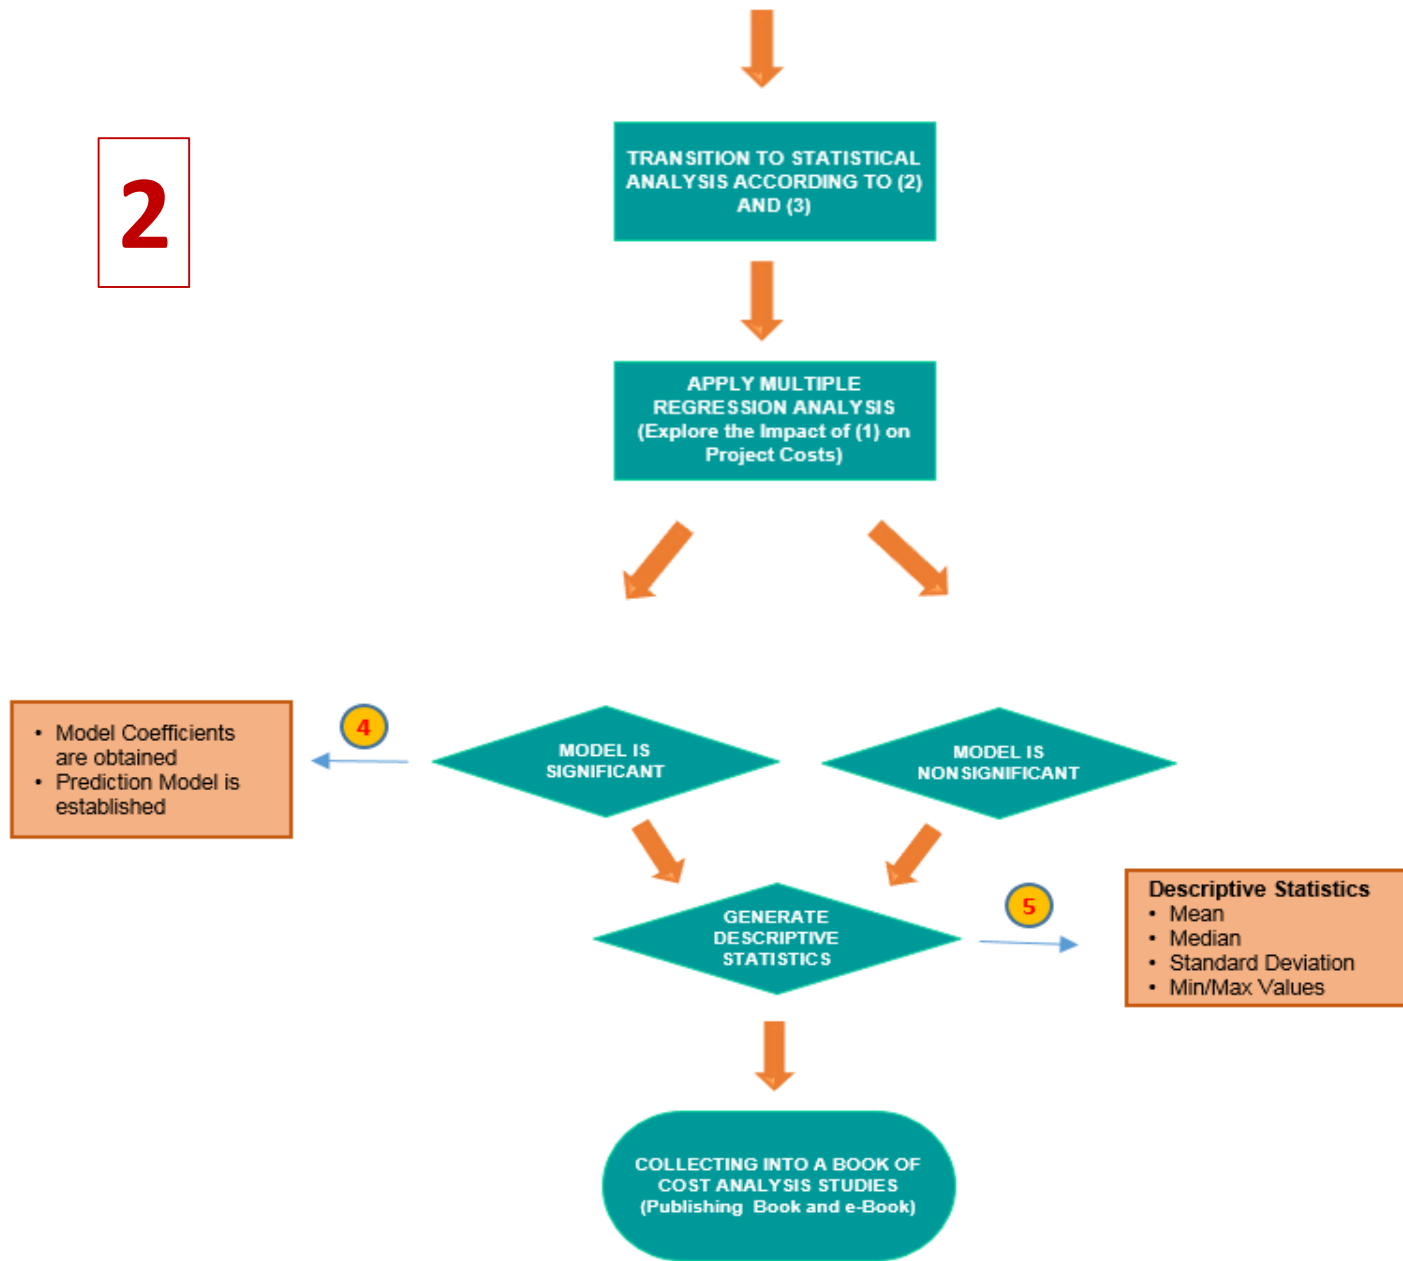 2
TRANSITION TO STATISTICAL
ANALYSIS ACCORDING TO (2)
AND (3)
APPLY MULTIPLE
REGRESSION ANALYSIS
(Explore the Impact of (1) on
Project Costs)
• Model Coefficients
are obtained
• Prediction Model is
established
4
MODEL IS
SIGNIFICANT
MODEL IS
NONSIGNIFICANT
GENERATE
DESCRIPTIVE
STATISTICS
5
Descriptive Statistics
• Mean
• Median
• Standard Deviation
• Min/Max Values
COLLECTING INTO A BOOK OF
COST ANALYSIS STUDIES
(Publishing Book and e-Book)